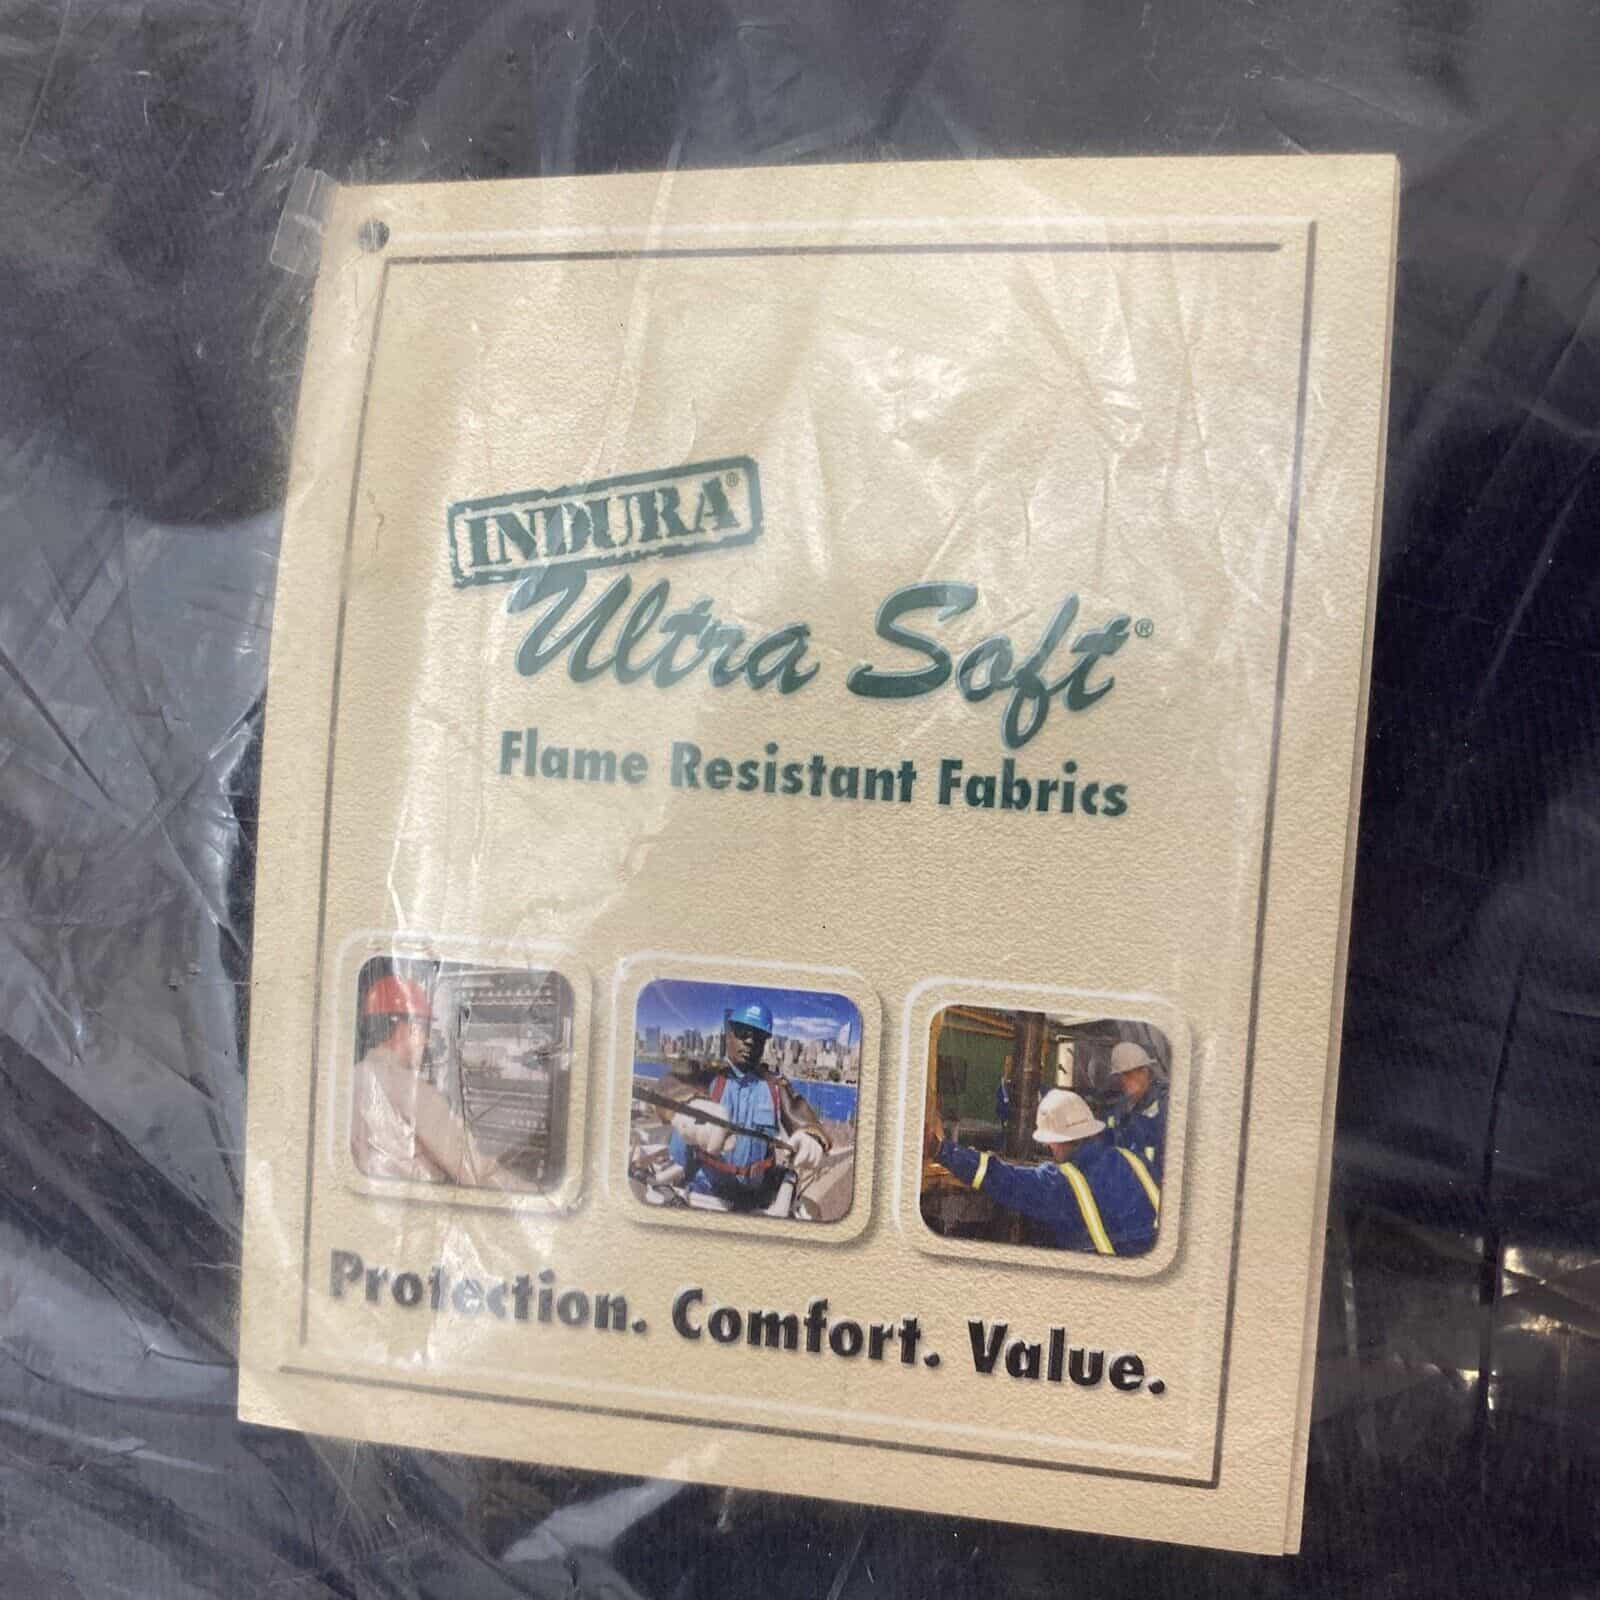 INDURA®
Ultra Soft®
Flame Resistant Fabrics
Protection. Comfort. Value.